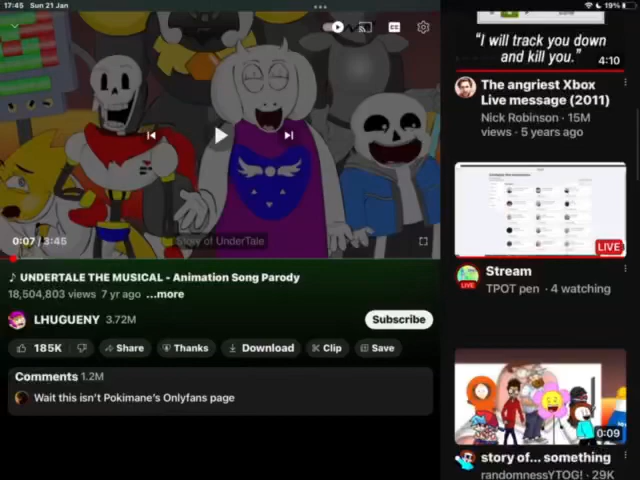 17:45 Sun 21 Jan
19%
0:07 / 3:45
Story of UnderTale
♪ UNDERTALE THE MUSICAL - Animation Song Parody
18,504,803 views 7 yr ago ...more
LHUGUENY 3.72M
Subscribe
185K
Share
Thanks
Download
Clip
Save
Comments 1.2M
Wait this isn't Pokimane's Onlyfans page
"I will track you down
and kill you."
4:10
The angriest Xbox
Live message (2011)
Nick Robinson · 15M
views · 5 years ago
LIVE
Stream
LIVE
TPOT pen · 4 watching
0:09
story of... something
randomnessYTOG! · 29K